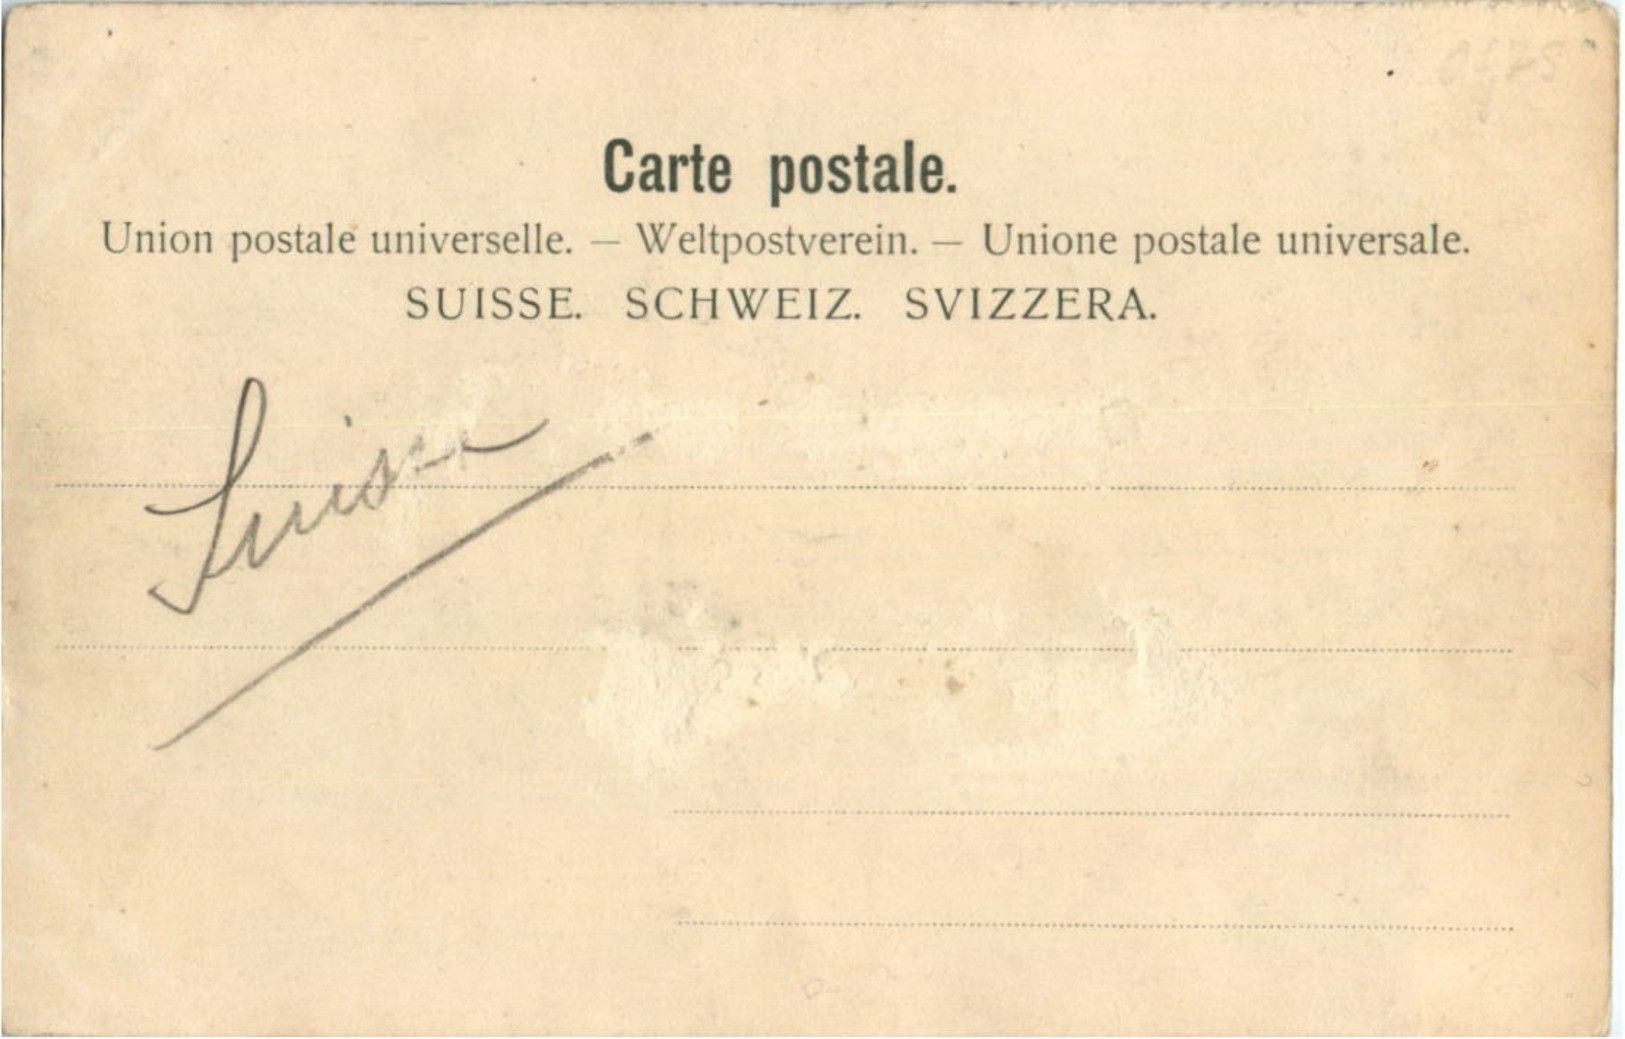 Carte postale.
Union postale universelle. — Weltpostverein. — Unione postale universale.
SUISSE. SCHWEIZ. SVIZZERA.
Suisse